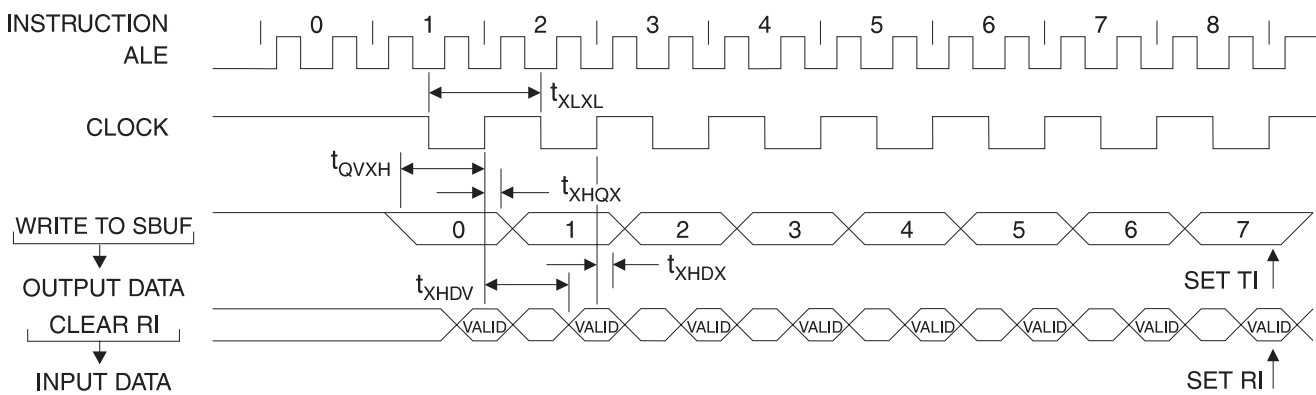 INSTRUCTION 0 1 2 3 4 5 6 7 8
ALE
tXLXL
CLOCK
tQVXH
tXHQX
WRITE TO SBUF 0 1 2 3 4 5 6 7
tXHDX
tXHDV
SET TI
OUTPUT DATA
CLEAR RI VALID VALID VALID VALID VALID VALID VALID VALID
INPUT DATA
SET RI